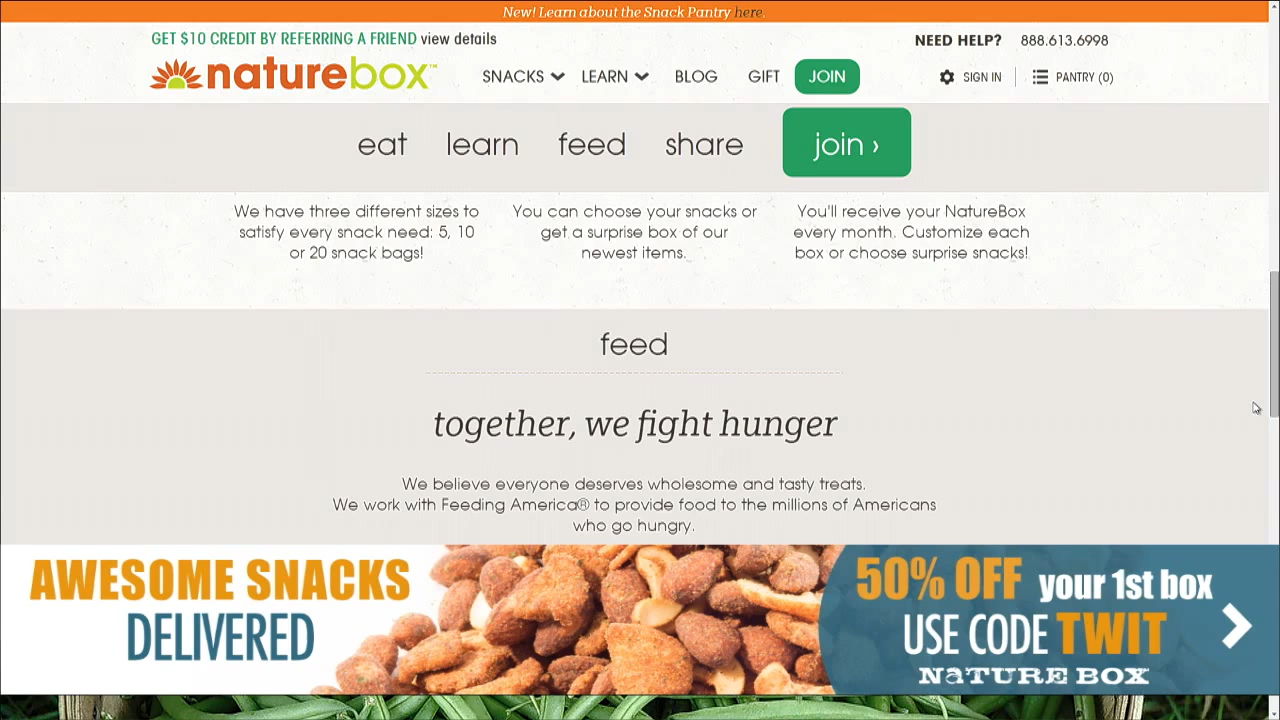 New! Learn about the Snack Pantry here.
GET $10 CREDIT BY REFERRING A FRIEND view details
NEED HELP? 888.613.6998
naturebox™
SNACKS LEARN BLOG GIFT JOIN
SIGN IN PANTRY (0)
eat learn feed share join ›
We have three different sizes to
satisfy every snack need: 5, 10
or 20 snack bags!
You can choose your snacks or
get a surprise box of our
newest items.
You'll receive your NatureBox
every month. Customize each
box or choose surprise snacks!
feed
together, we fight hunger
We believe everyone deserves wholesome and tasty treats.
We work with Feeding America® to provide food to the millions of Americans
who go hungry.
AWESOME SNACKS
DELIVERED
50% OFF your 1st box
USE CODE TWIT
NATURE BOX